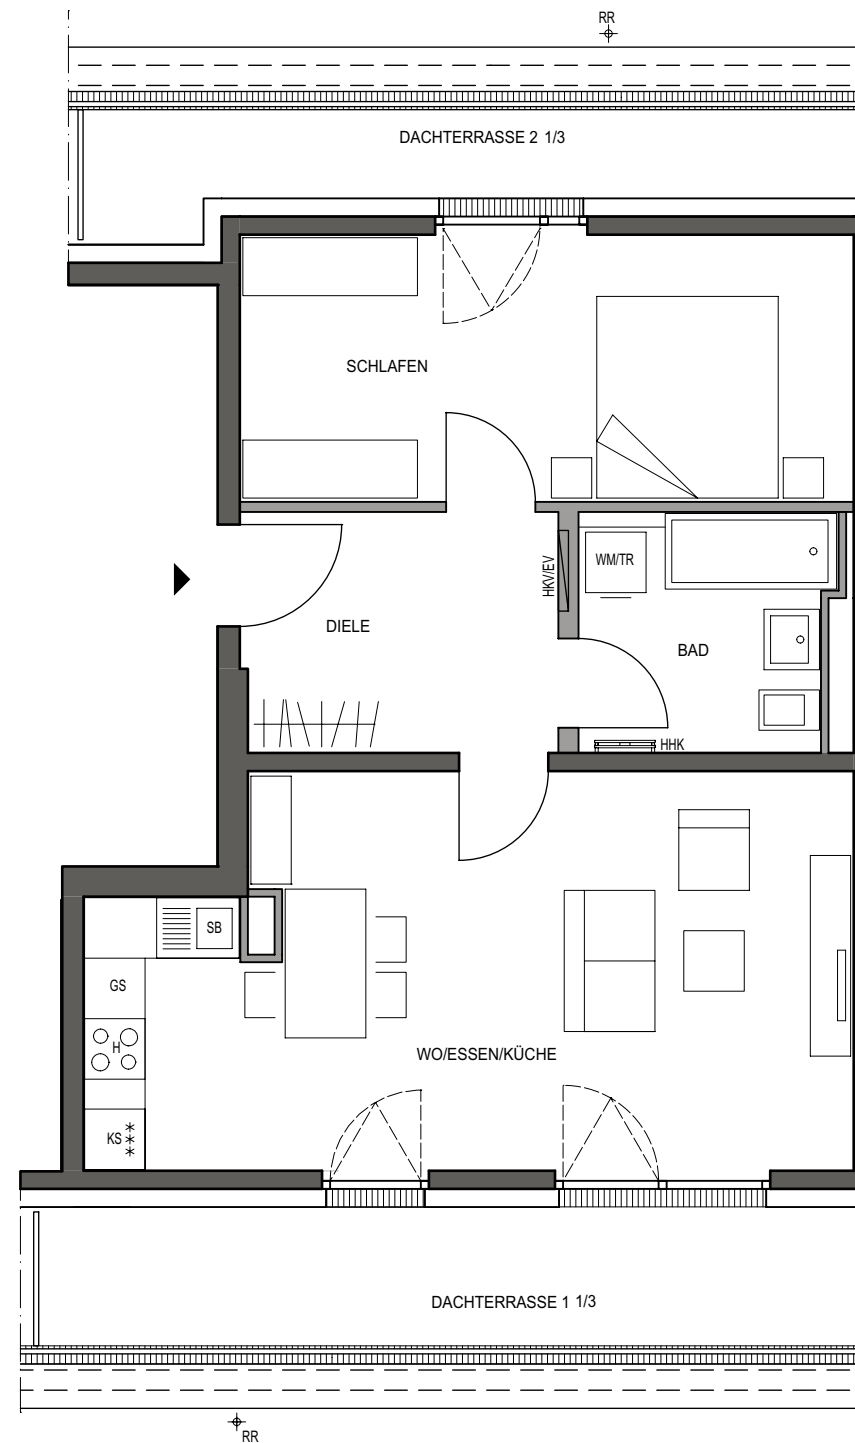 RR
DACHTERRASSE 2 1/3
SCHLAFEN
HKV/EV
WM/TR
DIELE
BAD
HHK
SB
GS
H
WO/ESSEN/KÜCHE
KS
DACHTERRASSE 1 1/3
RR